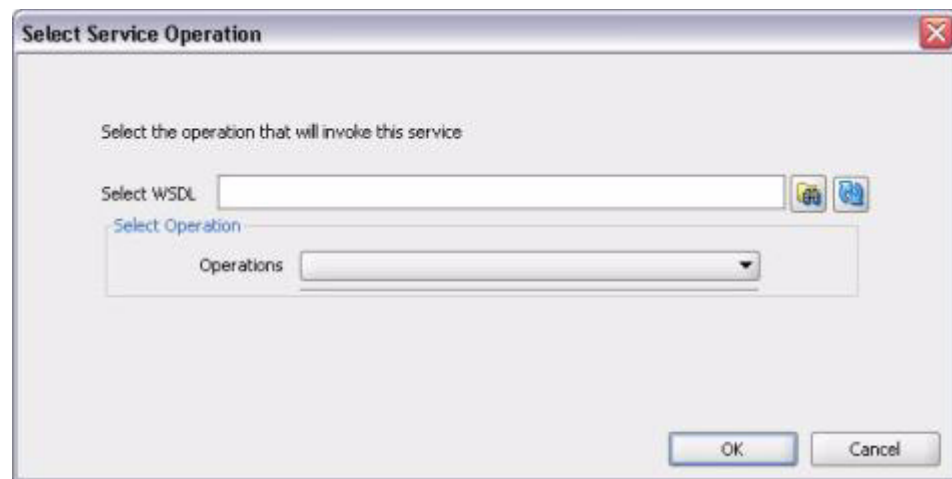 Select Service Operation
Select the operation that will invoke this service
Select WSDL
Select Operation
Operations
OK
Cancel